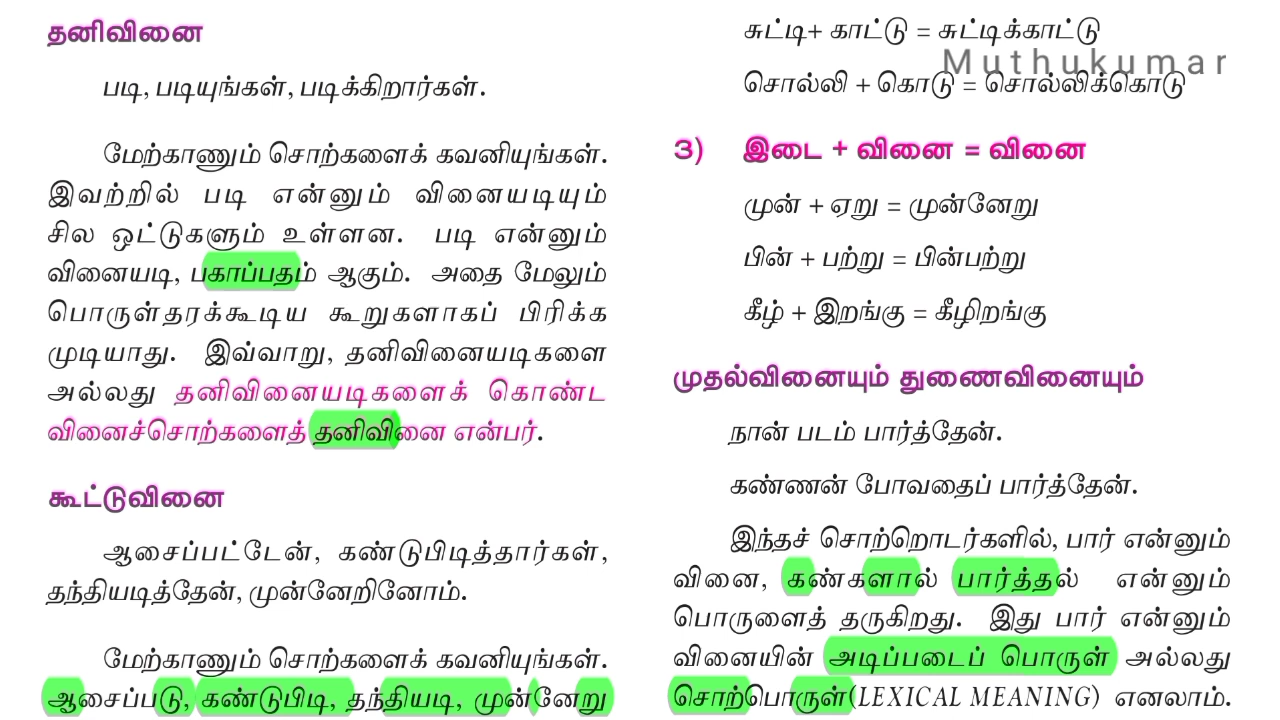 தனிவினை
படி, படியுங்கள், படிக்கிறார்கள்.
மேற்காணும் சொற்களைக் கவனியுங்கள்.
இவற்றில் படி என்னும் வினையடியும்
சில ஒட்டுகளும் உள்ளன. படி என்னும்
வினையடி, பகாப்பதம் ஆகும். அதை மேலும்
பொருள்தரக்கூடிய கூறுகளாகப் பிரிக்க
முடியாது. இவ்வாறு, தனிவினையடிகளை
அல்லது தனிவினையடிகளைக் கொண்ட
வினைச்சொற்களைத் தனிவினை என்பர்.
கூட்டுவினை
ஆசைப்பட்டேன், கண்டுபிடித்தார்கள்,
தந்தியடித்தேன், முன்னேறினோம்.
மேற்காணும் சொற்களைக் கவனியுங்கள்.
ஆசைப்படு, கண்டுபிடி, தந்தியடி, முன்னேறு
சுட்டி+ காட்டு = சுட்டிக்காட்டு
Muthukumar
சொல்லி + கொடு = சொல்லிக்கொடு
3) இடை + வினை = வினை
முன் + ஏறு = முன்னேறு
பின் + பற்று = பின்பற்று
கீழ் + இறங்கு = கீழிறங்கு
முதல்வினையும் துணைவினையும்
நான் படம் பார்த்தேன்.
கண்ணன் போவதைப் பார்த்தேன்.
இந்தச் சொற்றொடர்களில், பார் என்னும்
வினை, கண்களால் பார்த்தல் என்னும்
பொருளைத் தருகிறது. இது பார் என்னும்
வினையின் அடிப்படைப் பொருள் அல்லது
சொற்பொருள்(LEXICAL MEANING) எனலாம்.